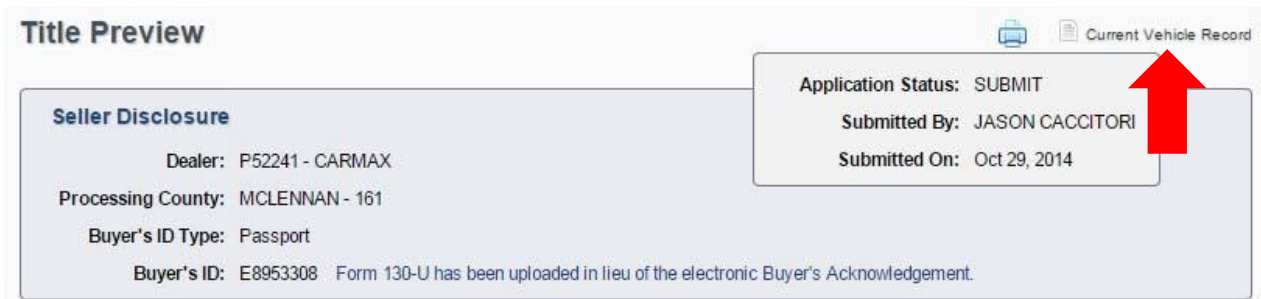 Title Preview
Current Vehicle Record
Application Status: SUBMIT
Submitted By: JASON CACCITORI
Submitted On: Oct 29, 2014
Seller Disclosure
Dealer: P52241 - CARMAX
Processing County: MCLENNAN - 161
Buyer's ID Type: Passport
Buyer's ID: E8953308 Form 130-U has been uploaded in lieu of the electronic Buyer's Acknowledgement.